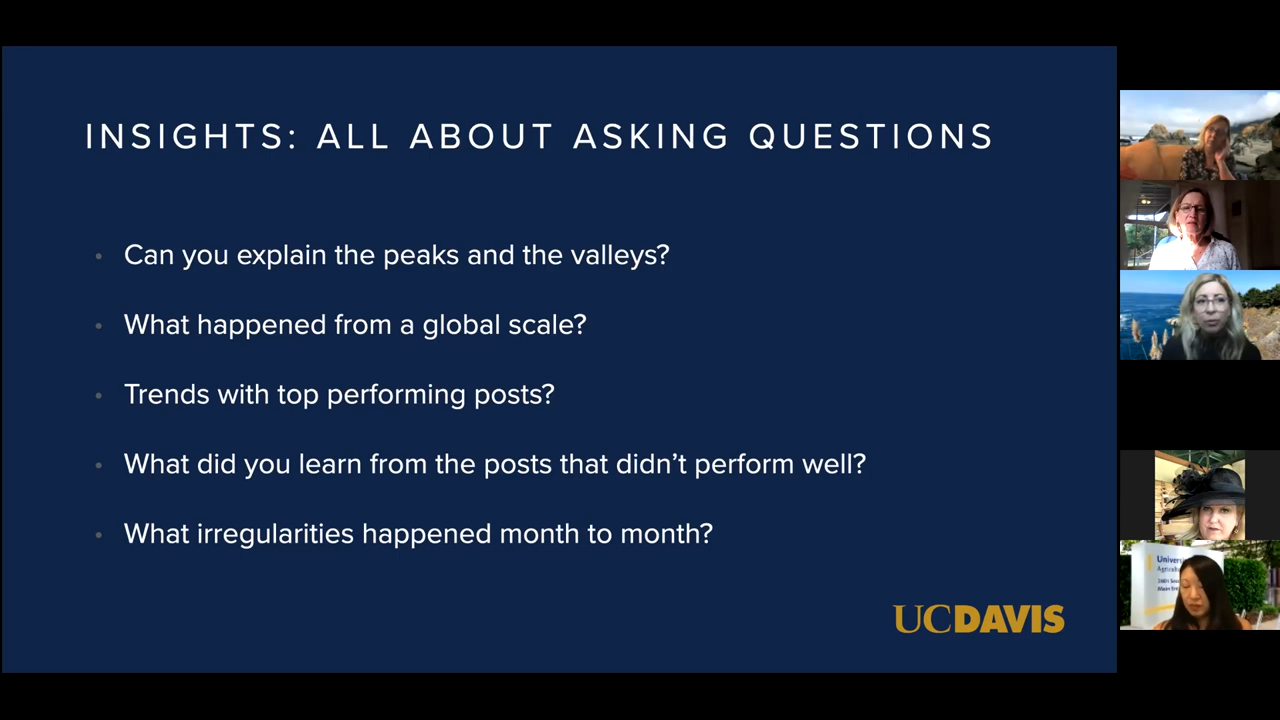 INSIGHTS: ALL ABOUT ASKING QUESTIONS
• Can you explain the peaks and the valleys?
• What happened from a global scale?
• Trends with top performing posts?
• What did you learn from the posts that didn’t perform well?
• What irregularities happened month to month?
UCDAVIS